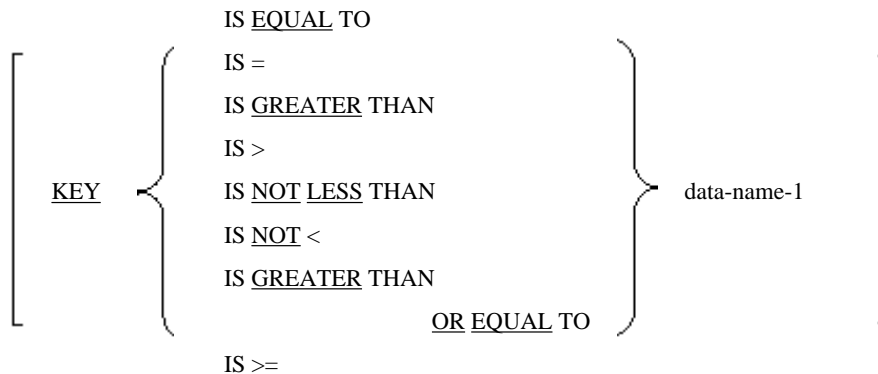 IS EQUAL TO
IS =
IS GREATER THAN
IS >
KEY IS NOT LESS THAN data-name-1
IS NOT <
IS GREATER THAN
OR EQUAL TO
IS >=